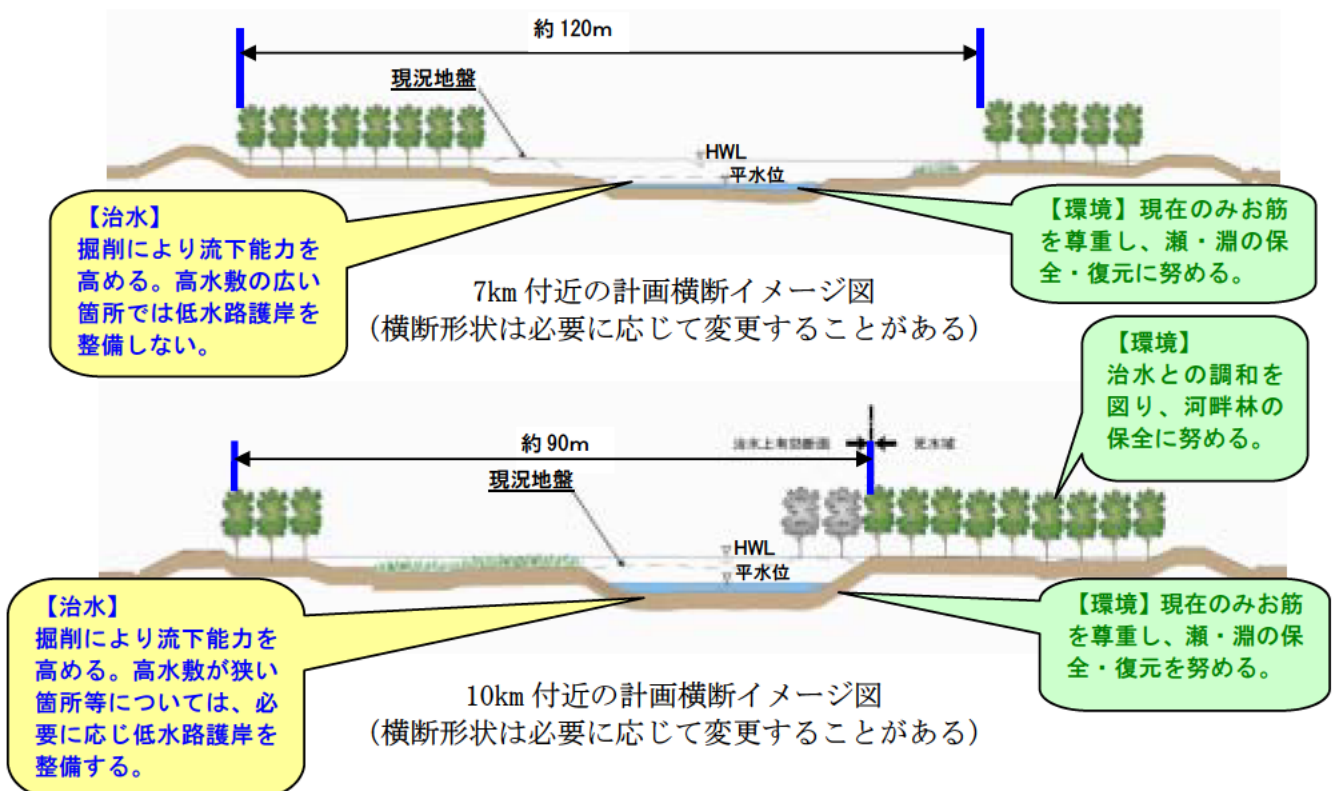 約 120m
現況地盤
HWL
平水位
【治水】
掘削により流下能力を
高める。高水敷の広い
箇所では低水路護岸を
整備しない。
【環境】現在のみお筋
を尊重し、瀬・淵の保
全・復元に努める。
7km 付近の計画横断イメージ図
(横断形状は必要に応じて変更することがある)
【環境】
治水との調和を
図り、河畔林の
保全に努める。
治水上有効断面
死水域
約 90m
現況地盤
HWL
平水位
【治水】
掘削により流下能力を
高める。高水敷が狭い
箇所等については、必
要に応じ低水路護岸を
整備する。
【環境】現在のみお筋
を尊重し、瀬・淵の保
全・復元を努める。
10km 付近の計画横断イメージ図
(横断形状は必要に応じて変更することがある)